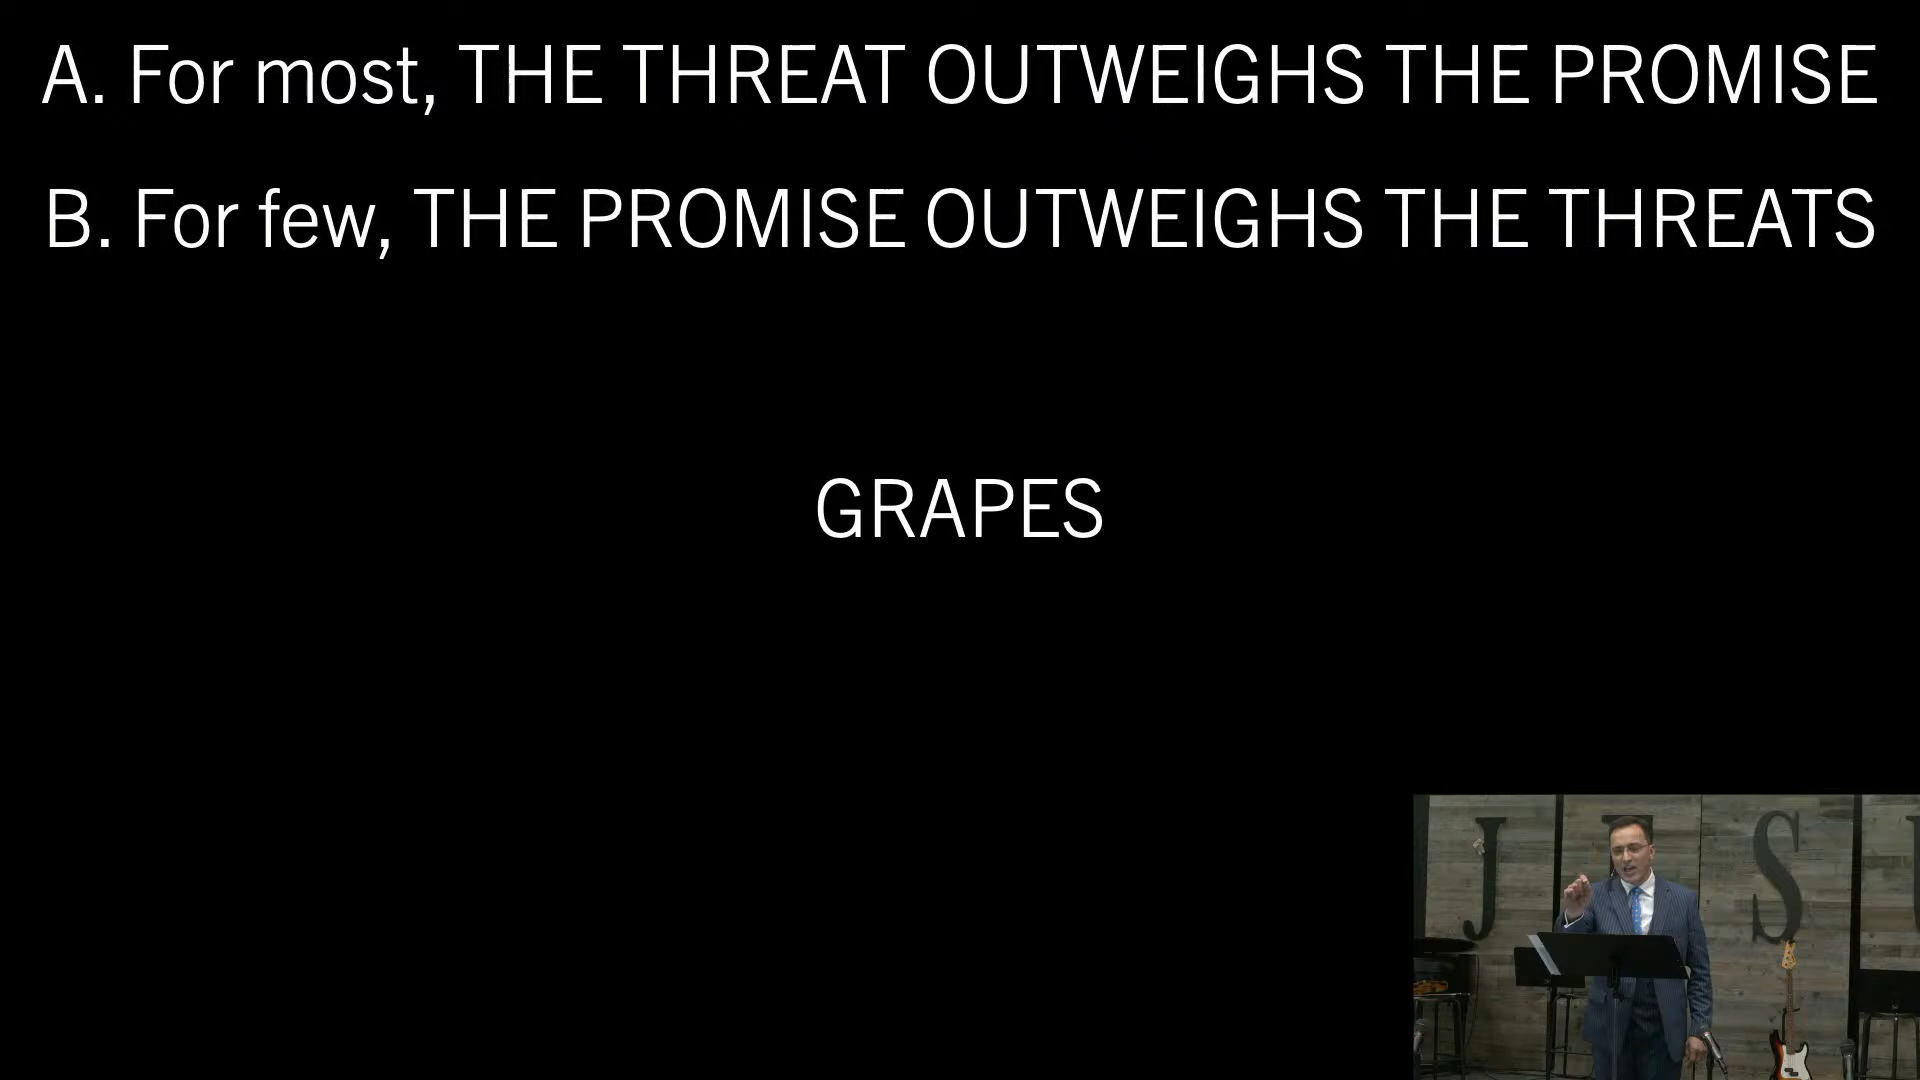 A. For most, THE THREAT OUTWEIGHS THE PROMISE
B. For few, THE PROMISE OUTWEIGHS THE THREATS
GRAPES
J E S U